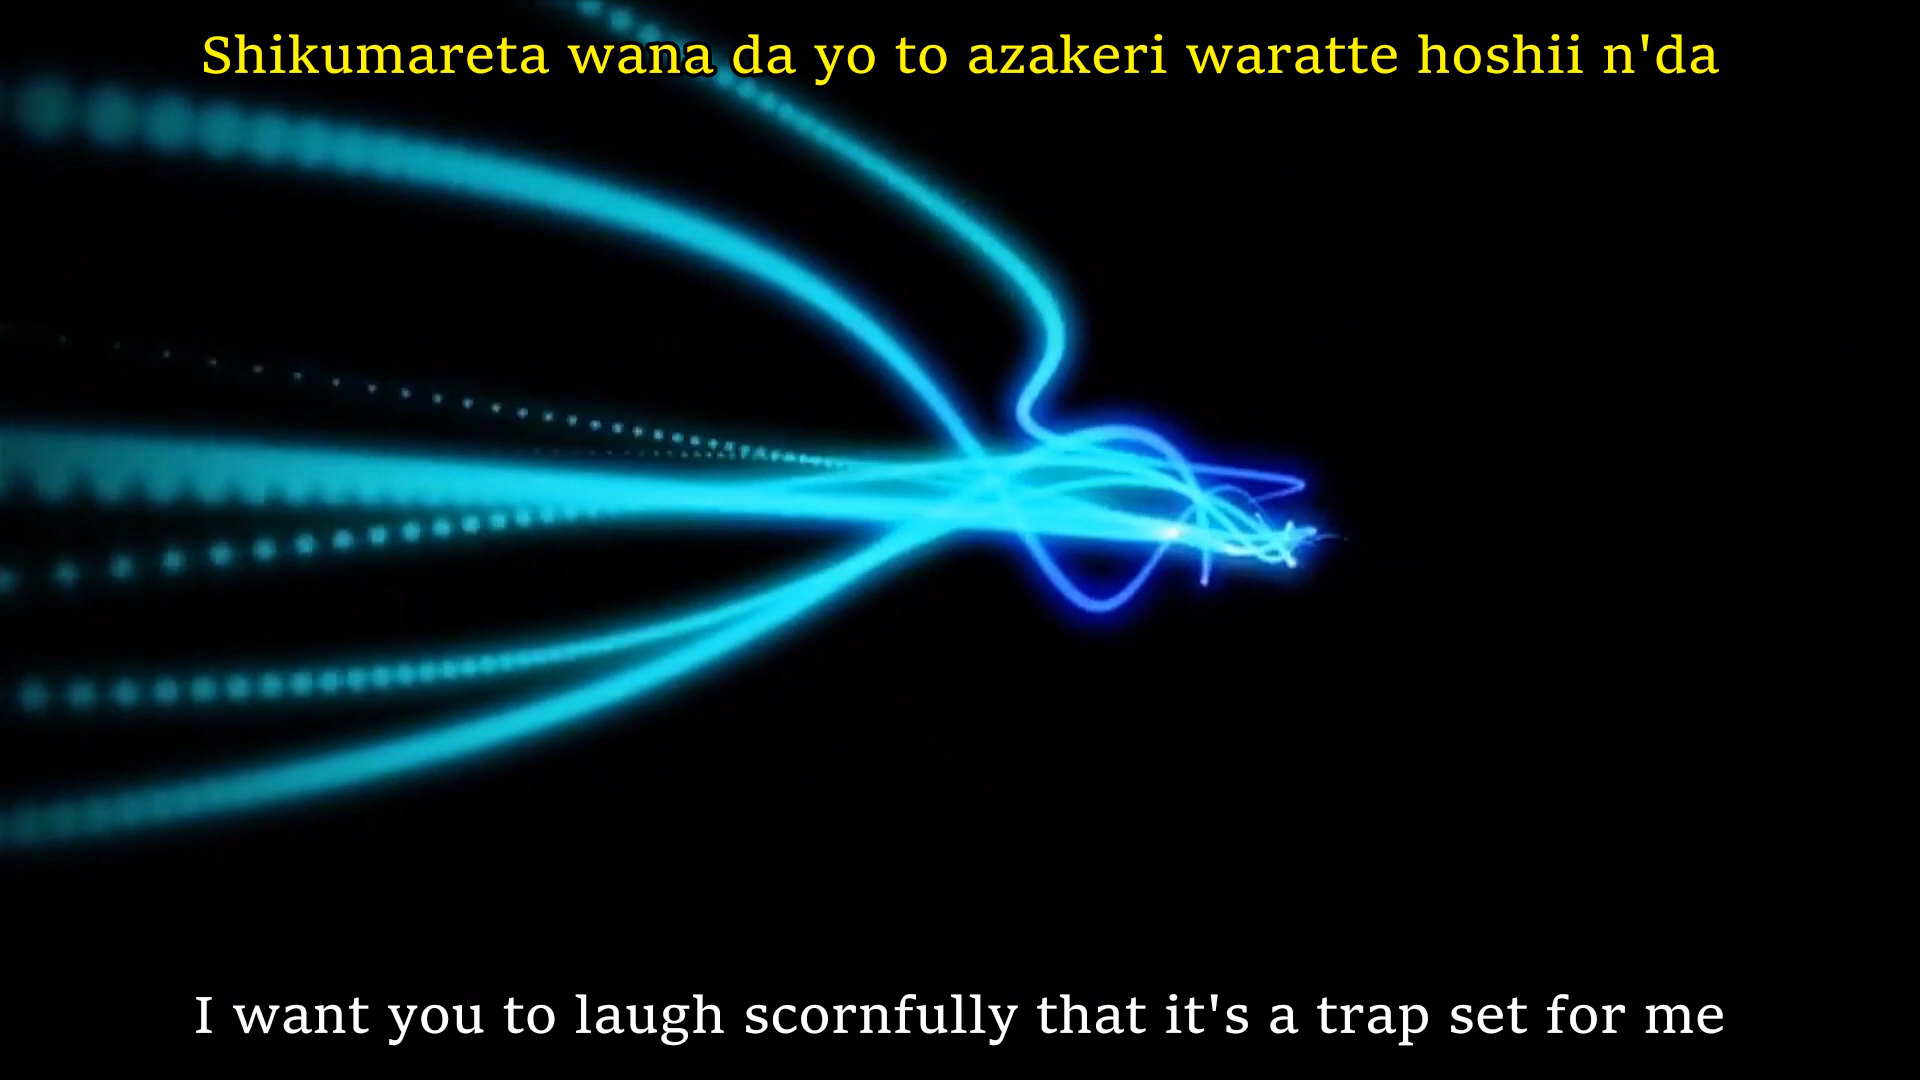 Shikumareta wana da yo to azakeri waratte hoshii n'da
I want you to laugh scornfully that it's a trap set for me